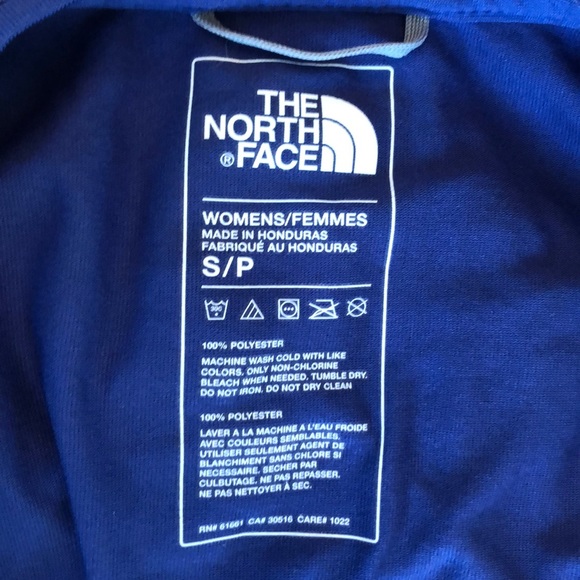 THE
NORTH
® FACE
WOMENS/FEMMES
MADE IN HONDURAS
FABRIQUÉ AU HONDURAS
S/P
30C
100% POLYESTER
MACHINE WASH COLD WITH LIKE
COLORS, ONLY NON-CHLORINE
BLEACH WHEN NEEDED. TUMBLE DRY.
DO NOT IRON. DO NOT DRY CLEAN
100% POLYESTER
LAVER A LA MACHINE A L'EAU FROIDE
AVEC COULEURS SEMBLABLES.
UTILISER SEULEMENT AGENT DE
BLANCHIMENT SANS CHLORE SI
NECESSAIRE. SECHER PAR
CULBUTAGE. NE PAS REPASSER.
NE PAS NETTOYER À SEC.
RN# 61661 CA# 30516 CARE# 1022